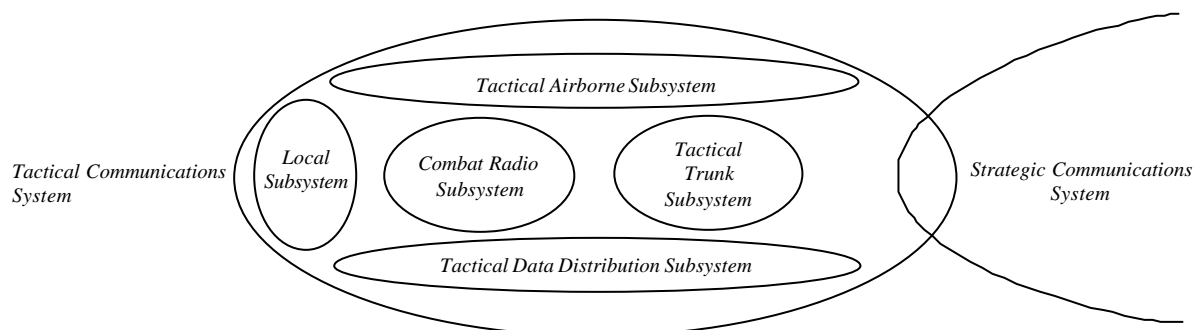 Tactical Communications
System
Local
Subsystem
Tactical Airborne Subsystem
Combat Radio
Subsystem
Tactical
Trunk
Subsystem
Tactical Data Distribution Subsystem
Strategic Communications
System